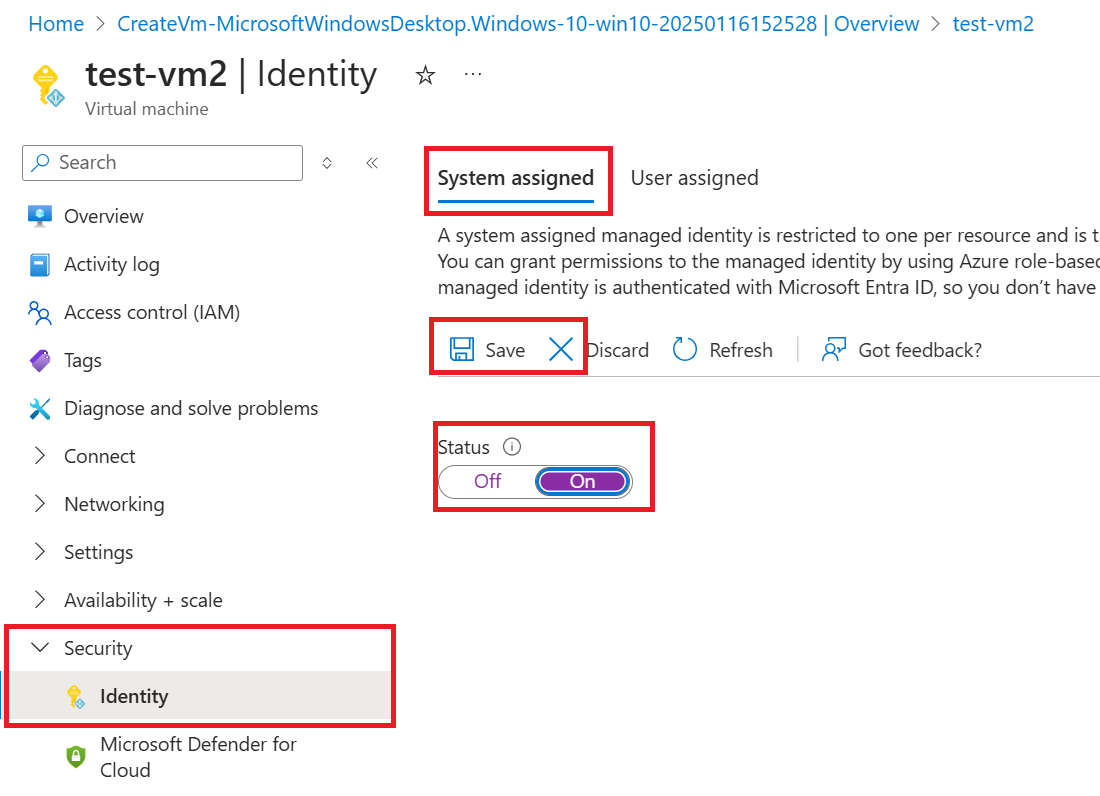 Home > CreateVm-MicrosoftWindowsDesktop.Windows-10-win10-20250116152528 | Overview > test-vm2
test-vm2 | Identity
Virtual machine
Search
Overview
Activity log
Access control (IAM)
Tags
Diagnose and solve problems
Connect
Networking
Settings
Availability + scale
Security
Identity
Microsoft Defender for
Cloud
System assigned User assigned
A system assigned managed identity is restricted to one per resource and is t
You can grant permissions to the managed identity by using Azure role-based
managed identity is authenticated with Microsoft Entra ID, so you don't have
Save Discard Refresh Got feedback?
Status
Off On